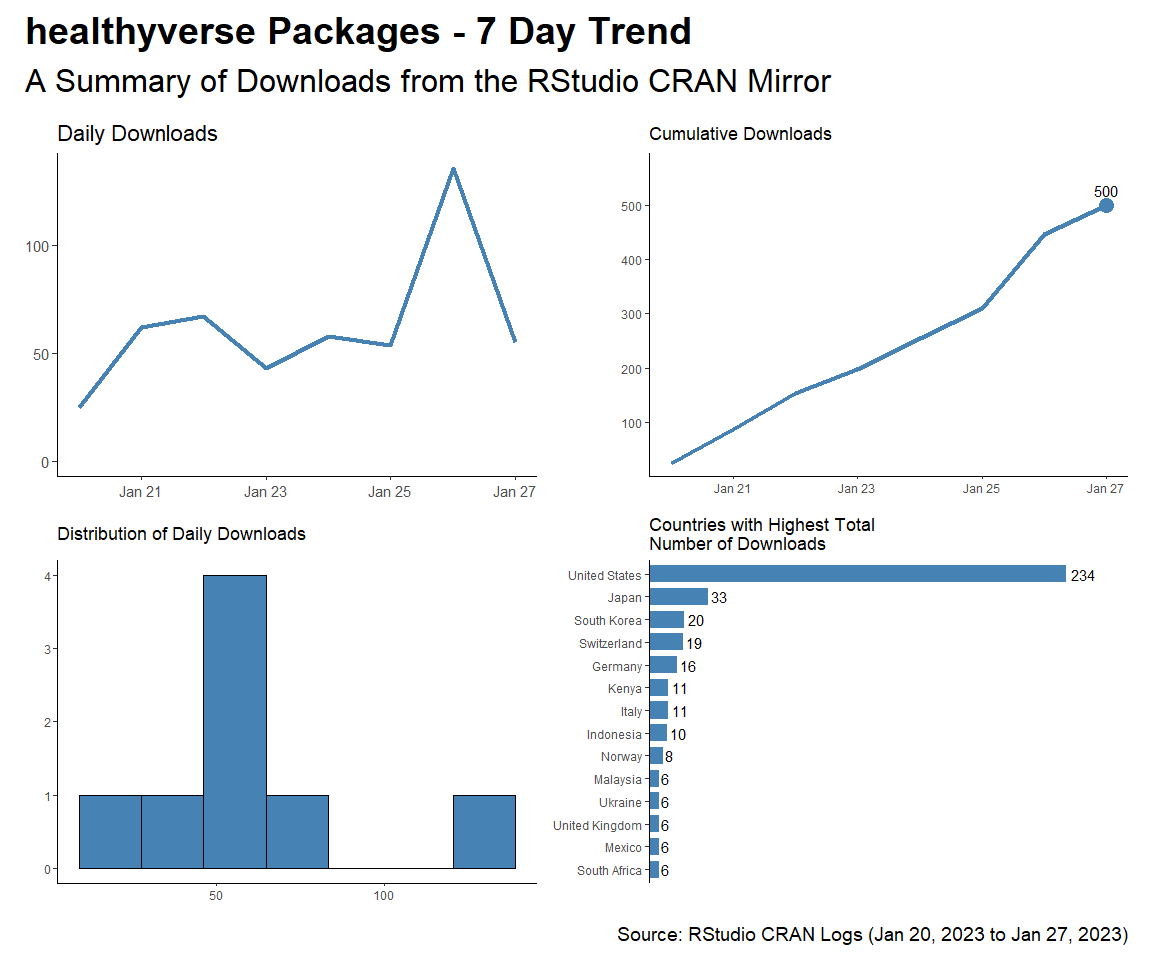 healthyverse Packages - 7 Day Trend
A Summary of Downloads from the RStudio CRAN Mirror
Daily Downloads
100
50
0
Jan 21
Jan 23
Jan 25
Jan 27
Cumulative Downloads
500
500
400
300
200
100
Jan 21
Jan 23
Jan 25
Jan 27
Distribution of Daily Downloads
4
3
2
1
0
50
100
Countries with Highest Total
Number of Downloads
United States 234
Japan 33
South Korea 20
Switzerland 19
Germany 16
Kenya 11
Italy 11
Indonesia 10
Norway 8
Malaysia 6
Ukraine 6
United Kingdom 6
Mexico 6
South Africa 6
Source: RStudio CRAN Logs (Jan 20, 2023 to Jan 27, 2023)